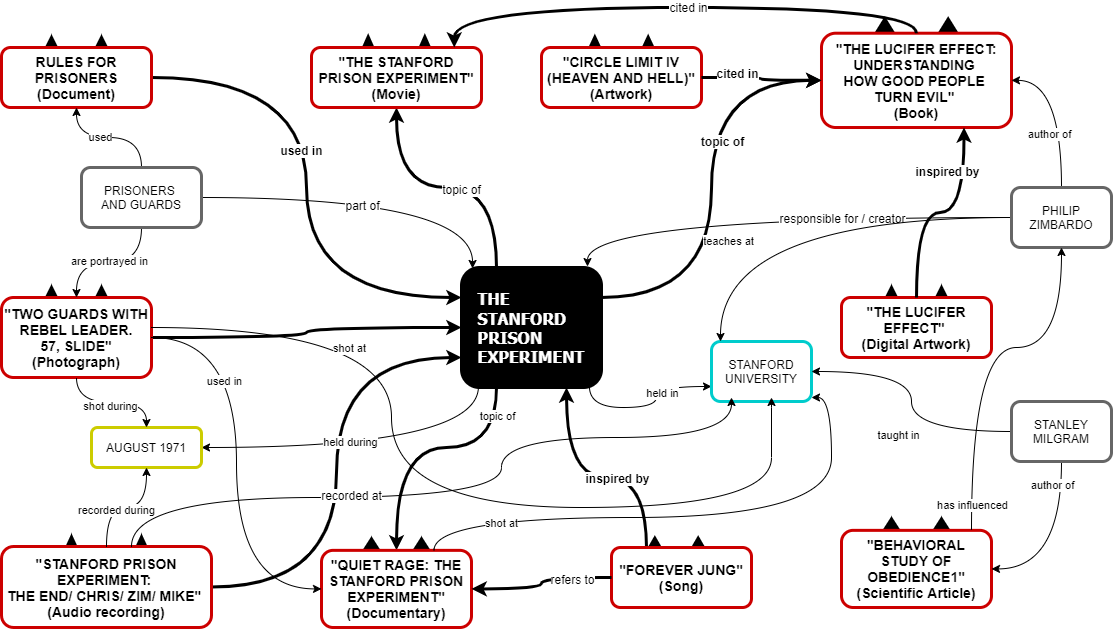 cited in
RULES FOR
PRISONERS
(Document)
"THE STANFORD
PRISON EXPERIMENT"
(Movie)
"CIRCLE LIMIT IV
(HEAVEN AND HELL)"
(Artwork)
cited in
"THE LUCIFER EFFECT:
UNDERSTANDING
HOW GOOD PEOPLE
TURN EVIL"
(Book)
used
used in
topic of
topic of
author of
inspired by
PRISONERS
AND GUARDS
part of
responsible for / creator
PHILIP
ZIMBARDO
teaches at
are portrayed in
"TWO GUARDS WITH
REBEL LEADER.
57, SLIDE"
(Photograph)
THE
STANFORD
PRISON
EXPERIMENT
"THE LUCIFER
EFFECT"
(Digital Artwork)
shot at
used in
STANFORD
UNIVERSITY
held in
shot during
topic of
STANLEY
MILGRAM
taught in
AUGUST 1971
held during
inspired by
author of
recorded at
recorded during
shot at
has influenced
"STANFORD PRISON
EXPERIMENT:
THE END/ CHRIS/ ZIM/ MIKE"
(Audio recording)
"QUIET RAGE: THE
STANFORD PRISON
EXPERIMENT"
(Documentary)
refers to
"FOREVER JUNG"
(Song)
"BEHAVIORAL
STUDY OF
OBEDIENCE1"
(Scientific Article)